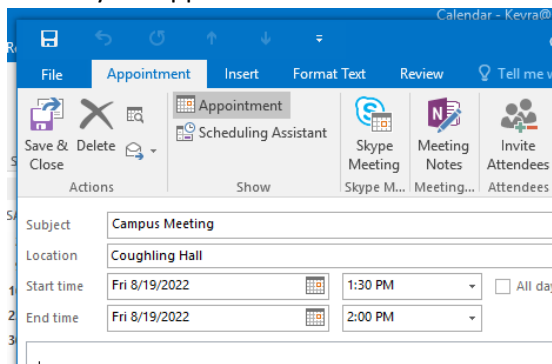 Calendar - Kevra@
File Appointment Insert Format Text Review Tell me
Save & Close
Delete
Appointment
Scheduling Assistant
Skype Meeting
Meeting Notes
Invite Attendees
Actions Show Skype M... Meeting... Attendees
Subject Campus Meeting
Location Coughling Hall
Start time Fri 8/19/2022 1:30 PM All da
End time Fri 8/19/2022 2:00 PM